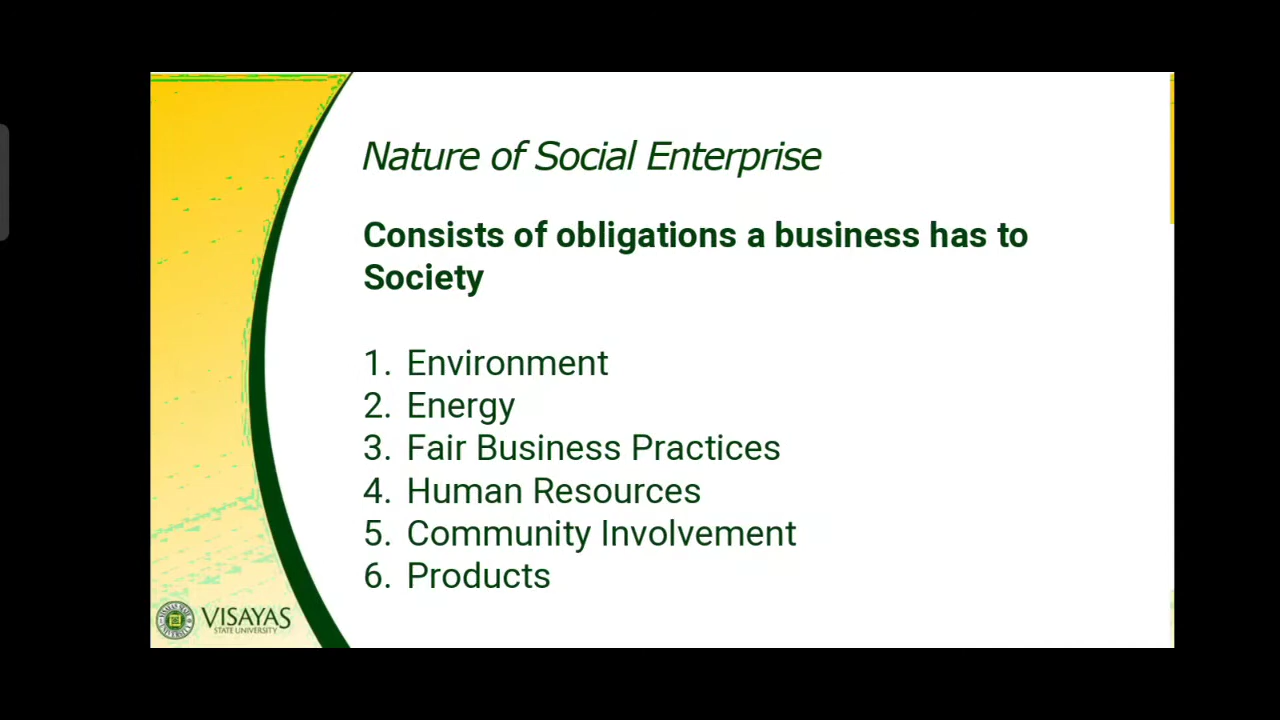 Nature of Social Enterprise
Consists of obligations a business has to
Society
1. Environment
2. Energy
3. Fair Business Practices
4. Human Resources
5. Community Involvement
6. Products
VISAYAS
STATE UNIVERSITY